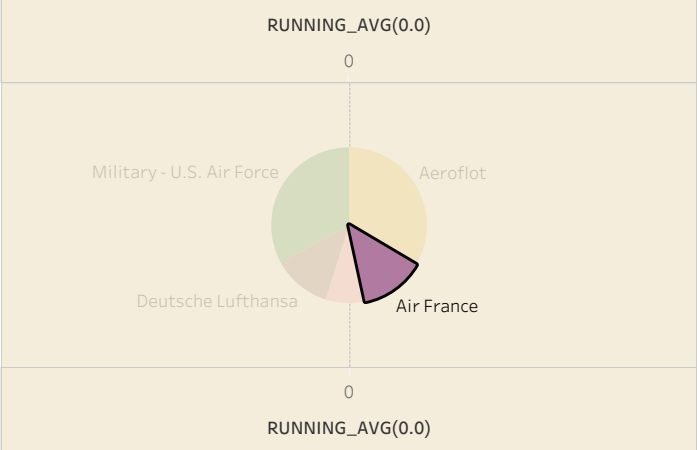 RUNNING_AVG(0.0)
0
Military - U.S. Air Force
Aeroflot
Deutsche Lufthansa
Air France
0
RUNNING_AVG(0.0)